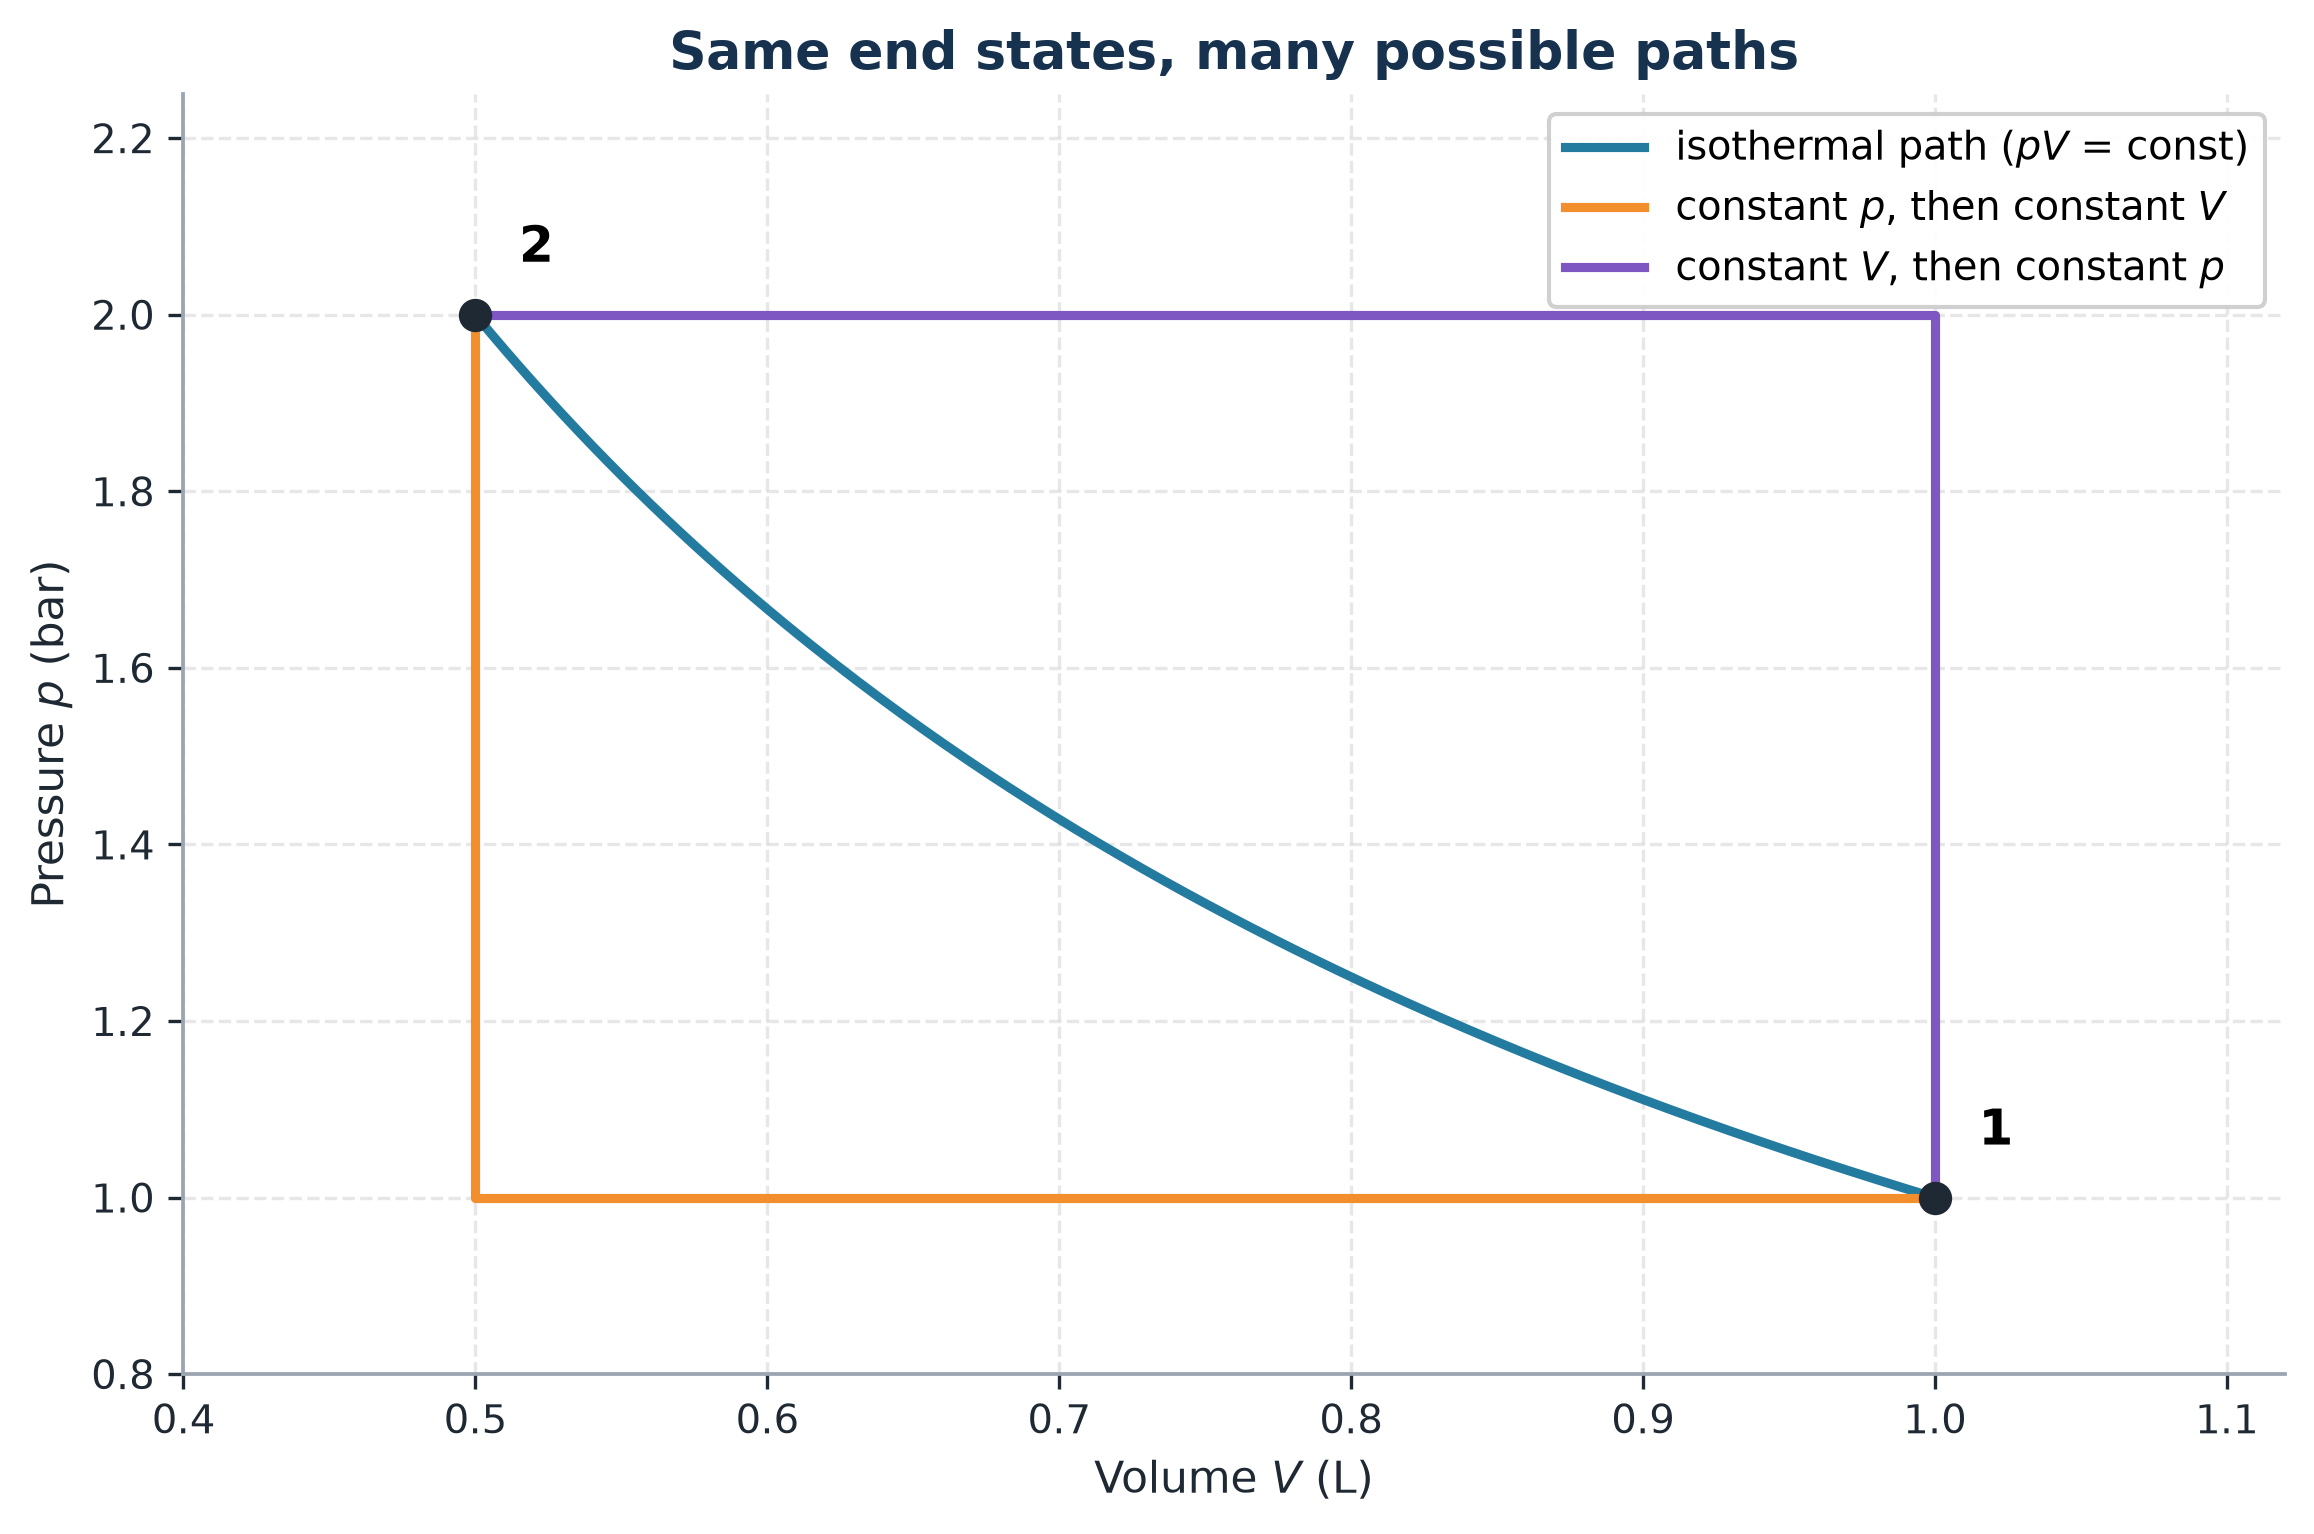 Same end states, many possible paths
isothermal path (pV = const)
constant p, then constant V
constant V, then constant p
2
1
Pressure p (bar)
2.2
2.0
1.8
1.6
1.4
1.2
1.0
0.8
0.4 0.5 0.6 0.7 0.8 0.9 1.0 1.1
Volume V (L)